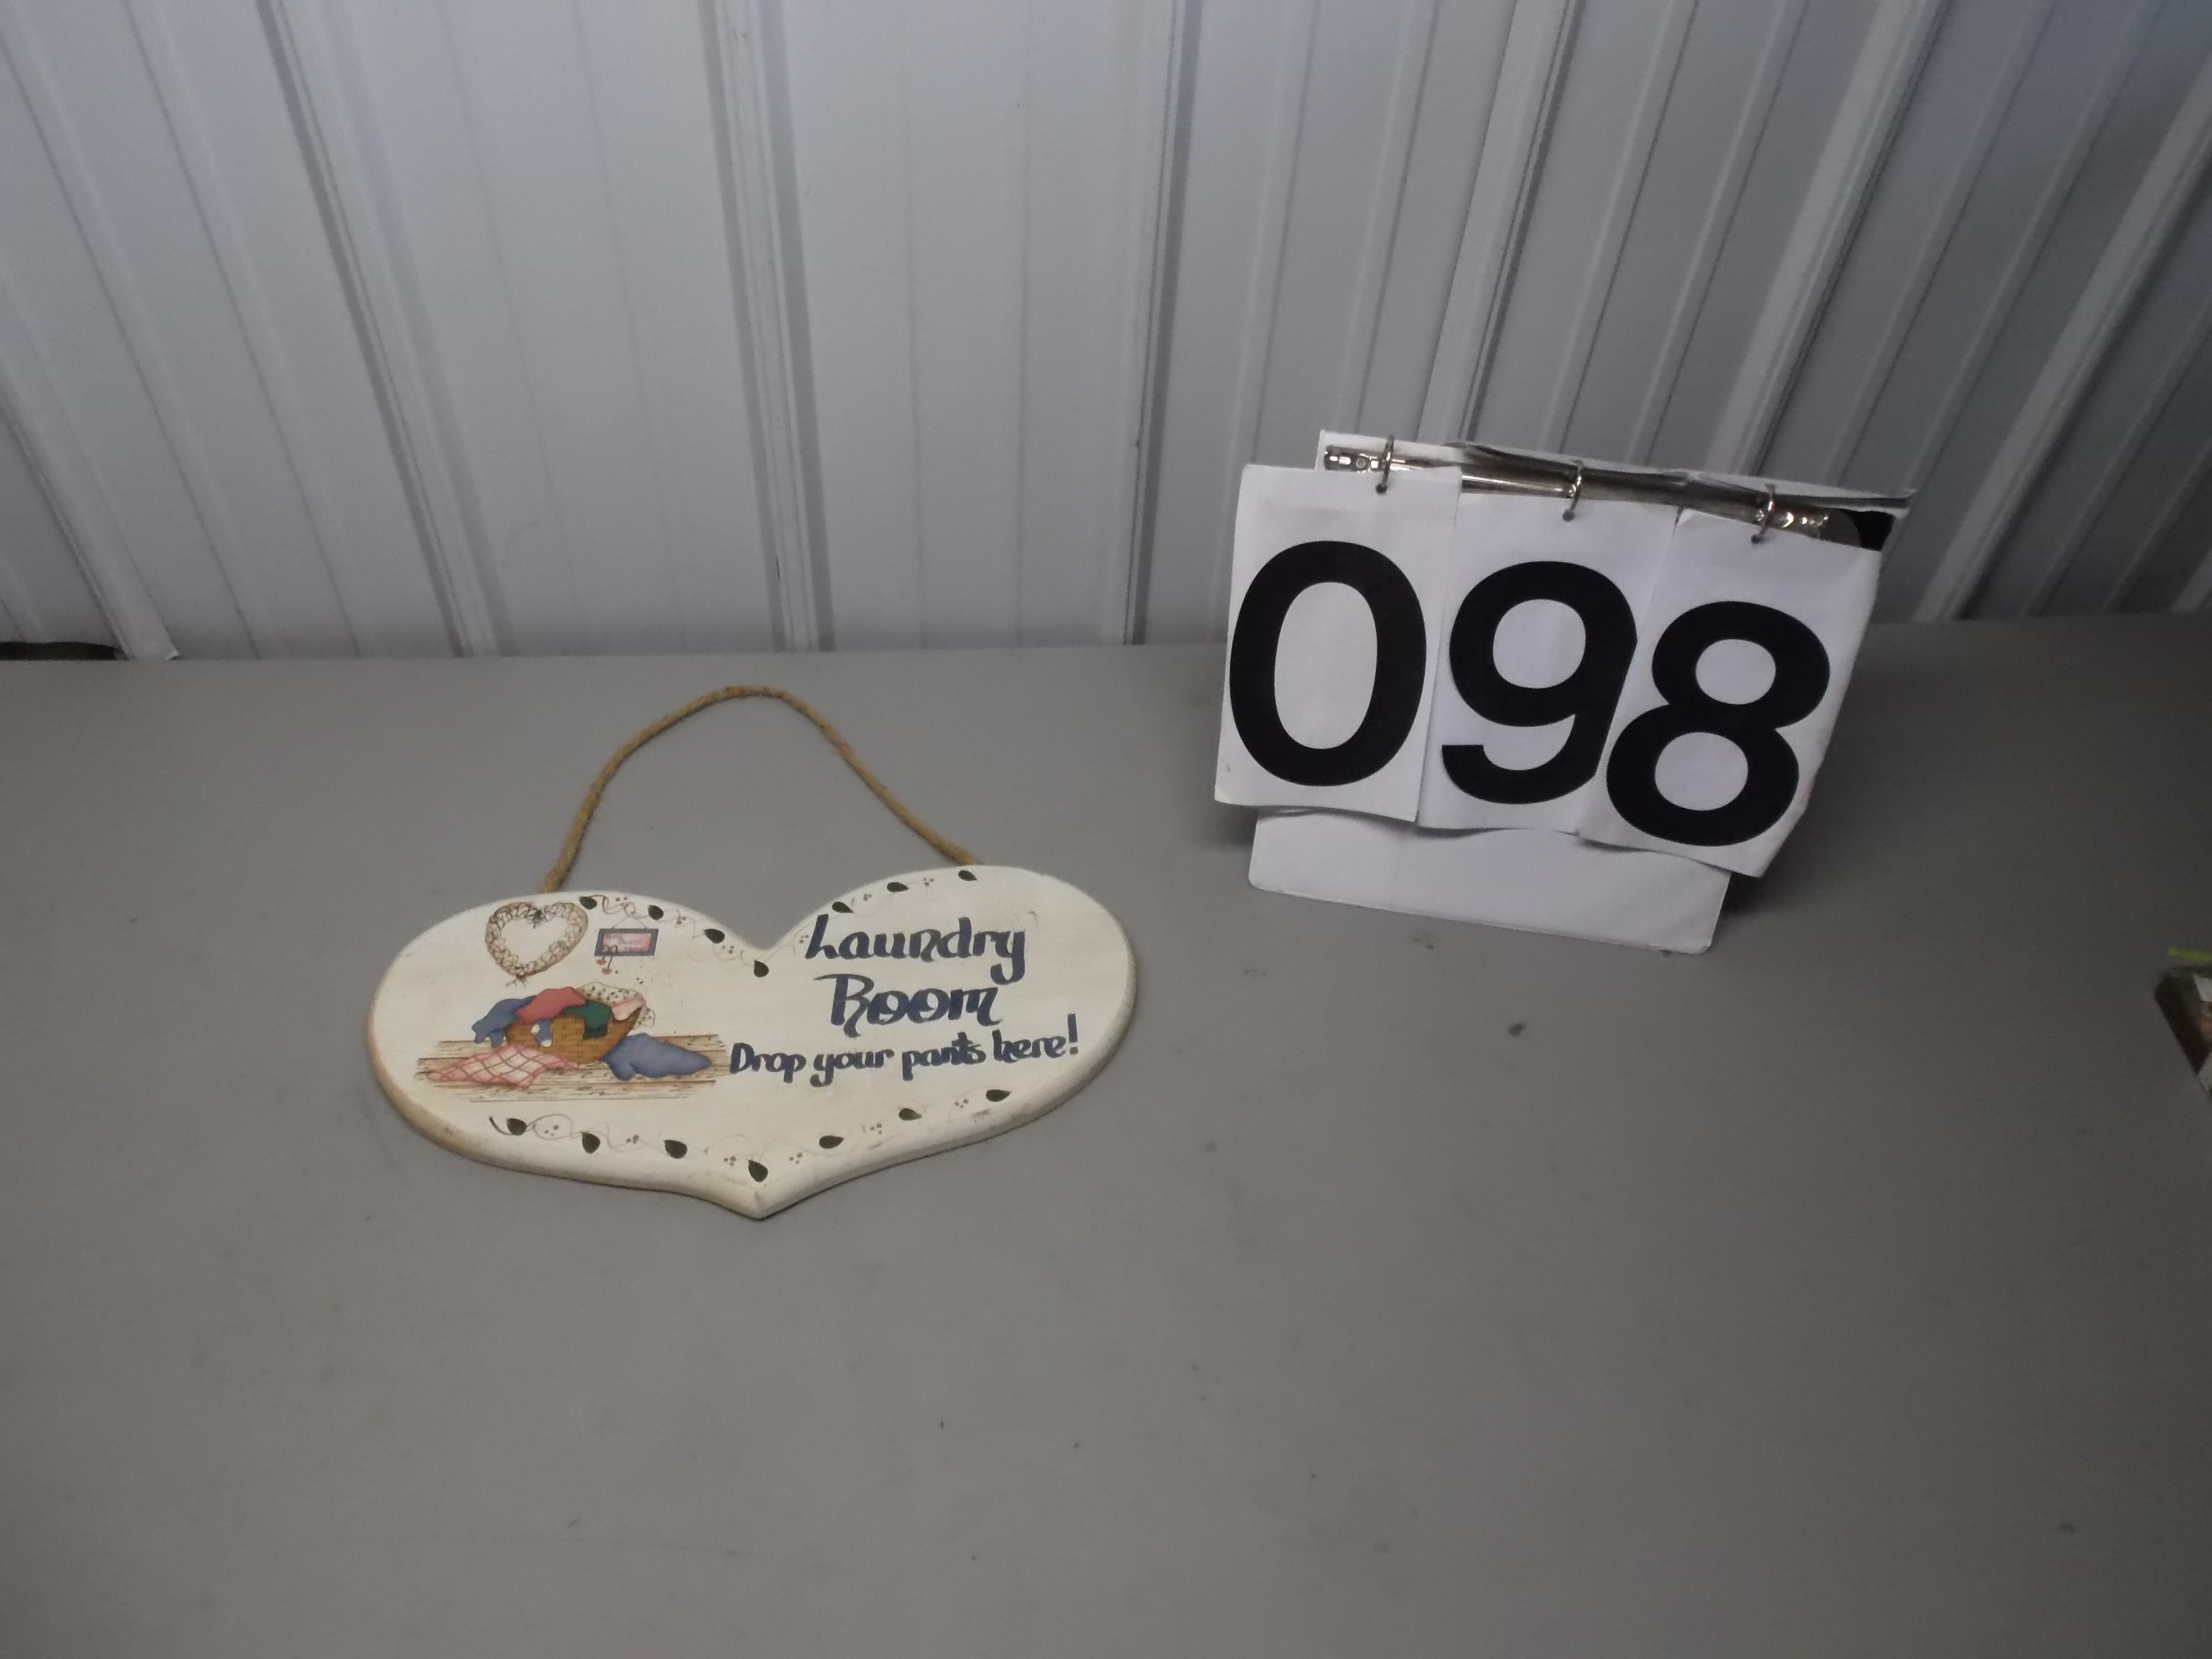 Laundry
Room
Drop your pants here!
098